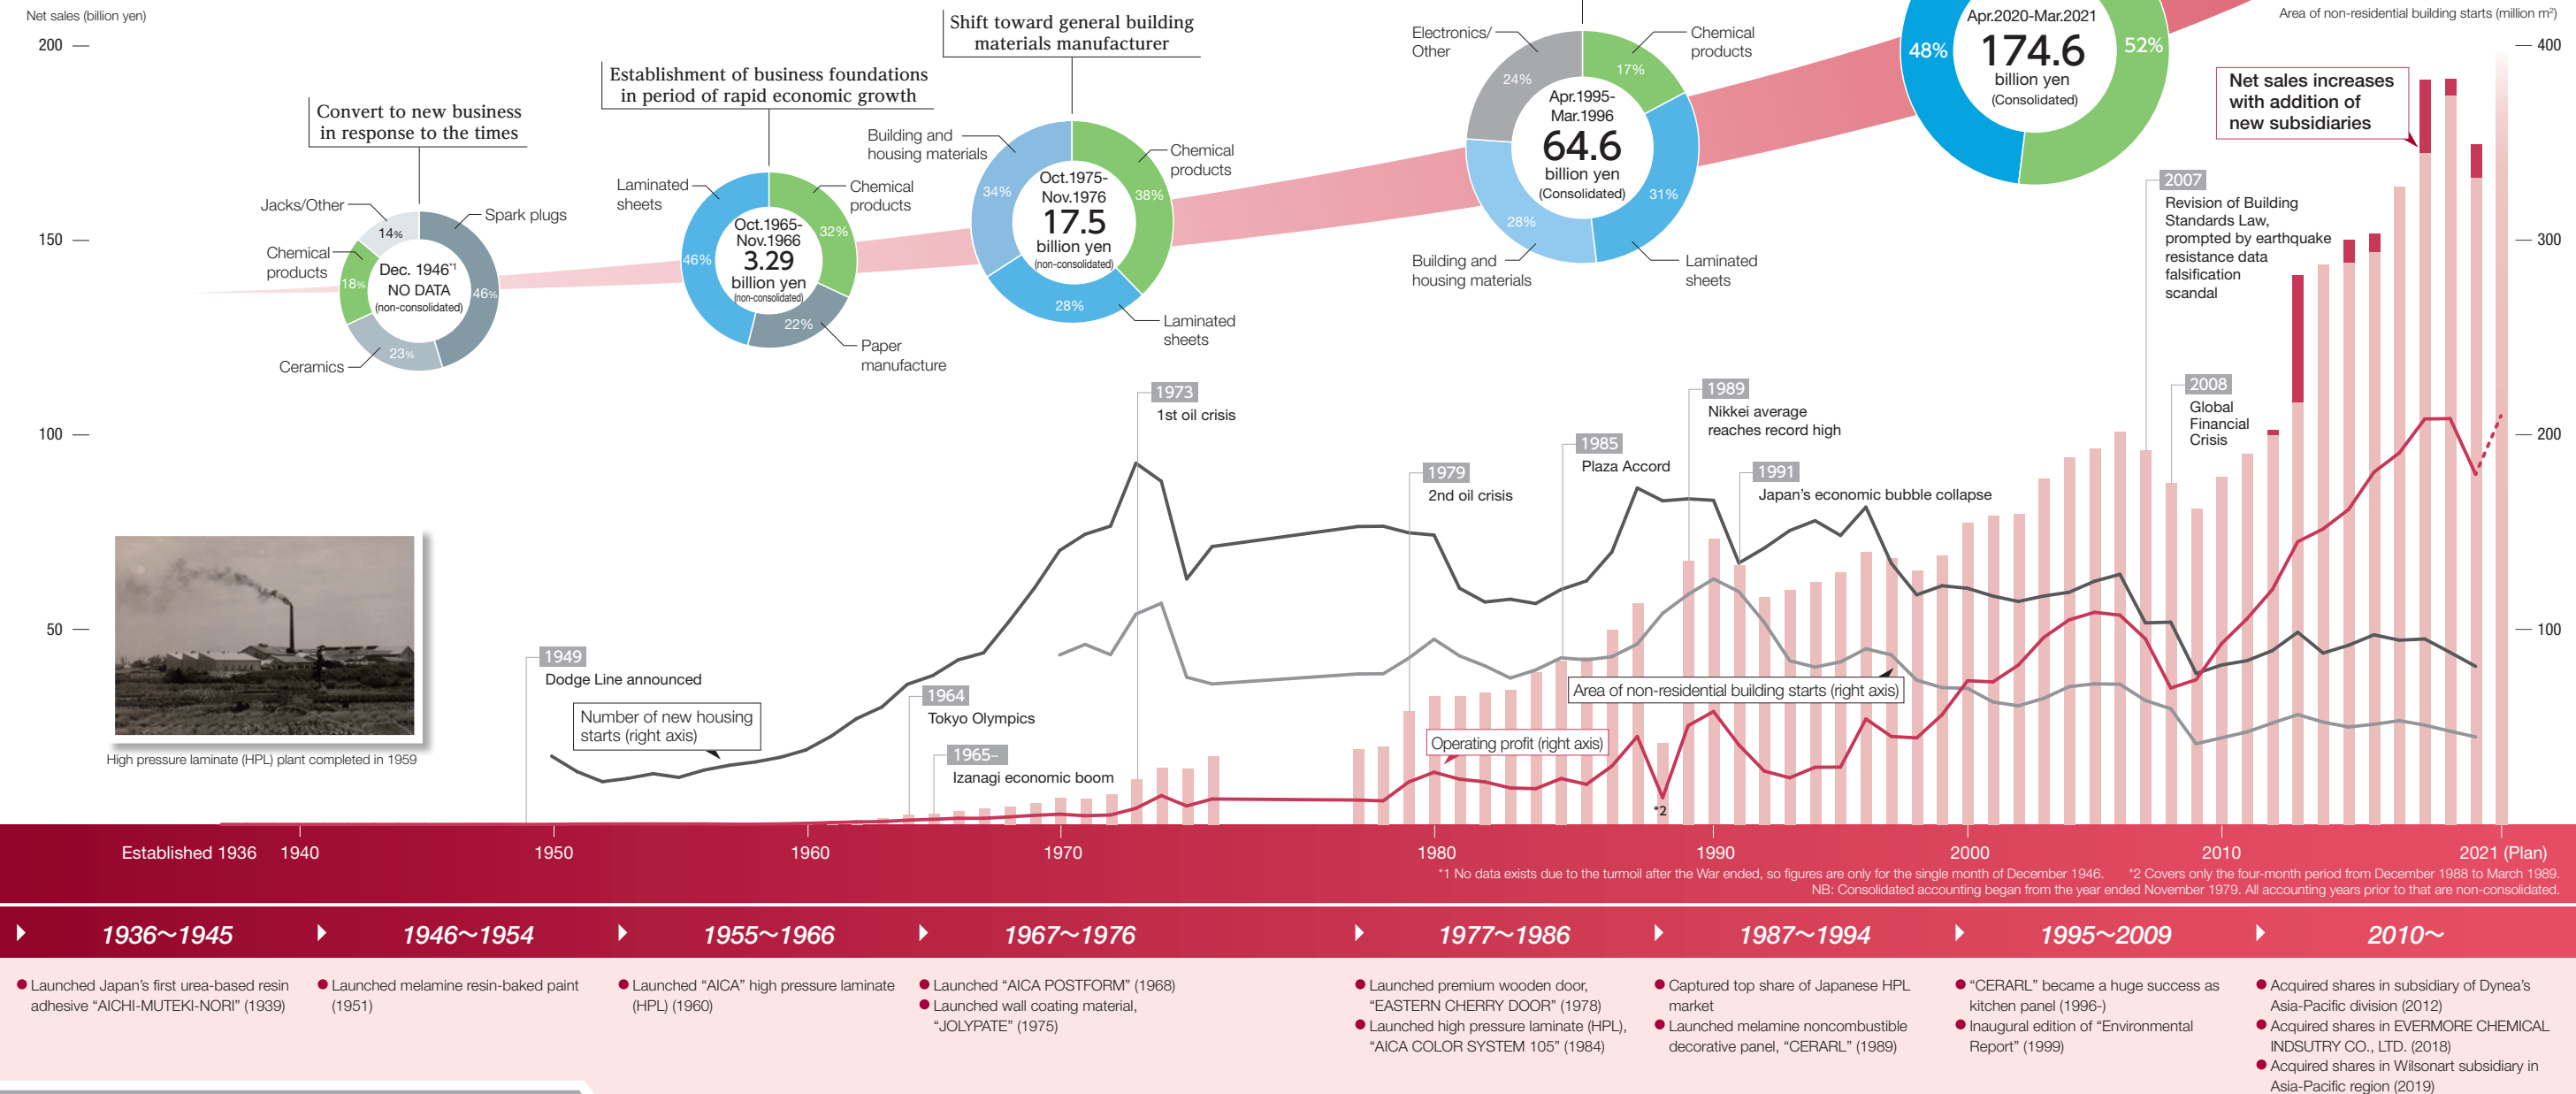 Net sales (billion yen)
200
150
100
50
Area of non-residential building starts (million m²)
400
300
200
100
Convert to new business
in response to the times
Jacks/Other
14%
Spark plugs
46%
Chemical
products
18%
Ceramics
23%
Dec. 1946*1
NO DATA
(non-consolidated)
Establishment of business foundations
in period of rapid economic growth
Laminated
sheets
46%
Chemical
products
32%
Paper
manufacture
22%
Oct.1965-
Nov.1966
3.29
billion yen
(non-consolidated)
Shift toward general building
materials manufacturer
Building and
housing materials
34%
Chemical
products
38%
Laminated
sheets
28%
Oct.1975-
Nov.1976
17.5
billion yen
(non-consolidated)
Electronics/
Other
24%
Chemical
products
17%
Building and
housing materials
28%
Laminated
sheets
31%
Apr.1995-
Mar.1996
64.6
billion yen
(Consolidated)
48%
52%
Apr.2020-Mar.2021
174.6
billion yen
(Consolidated)
Net sales increases
with addition of
new subsidiaries
2007
Revision of Building
Standards Law,
prompted by earthquake
resistance data
falsification
scandal
2008
Global
Financial
Crisis
1973
1st oil crisis
1979
2nd oil crisis
1985
Plaza Accord
1989
Nikkei average
reaches record high
1991
Japan’s economic bubble collapse
1949
Dodge Line announced
Number of new housing
starts (right axis)
1964
Tokyo Olympics
1965–
Izanagi economic boom
Area of non-residential building starts (right axis)
Operating profit (right axis)
*2
High pressure laminate (HPL) plant completed in 1959
Established 1936
1940
1950
1960
1970
1980
1990
2000
2010
2021 (Plan)
*1 No data exists due to the turmoil after the War ended, so figures are only for the single month of December 1946. *2 Covers only the four-month period from December 1988 to March 1989.
NB: Consolidated accounting began from the year ended November 1979. All accounting years prior to that are non-consolidated.
1936～1945
1946～1954
1955～1966
1967～1976
1977～1986
1987～1994
1995～2009
2010～
● Launched Japan’s first urea-based resin
adhesive “AICHI-MUTEKI-NORI” (1939)
● Launched melamine resin-baked paint
(1951)
● Launched “AICA” high pressure laminate
(HPL) (1960)
● Launched “AICA POSTFORM” (1968)
● Launched wall coating material,
“JOLYPATE” (1975)
● Launched premium wooden door,
“EASTERN CHERRY DOOR” (1978)
● Launched high pressure laminate (HPL),
“AICA COLOR SYSTEM 105” (1984)
● Captured top share of Japanese HPL
market
● Launched melamine noncombustible
decorative panel, “CERARL” (1989)
● “CERARL” became a huge success as
kitchen panel (1996-)
● Inaugural edition of “Environmental
Report” (1999)
● Acquired shares in subsidiary of Dynea’s
Asia-Pacific division (2012)
● Acquired shares in EVERMORE CHEMICAL
INDSUTRY CO., LTD. (2018)
● Acquired shares in Wilsonart subsidiary in
Asia-Pacific region (2019)